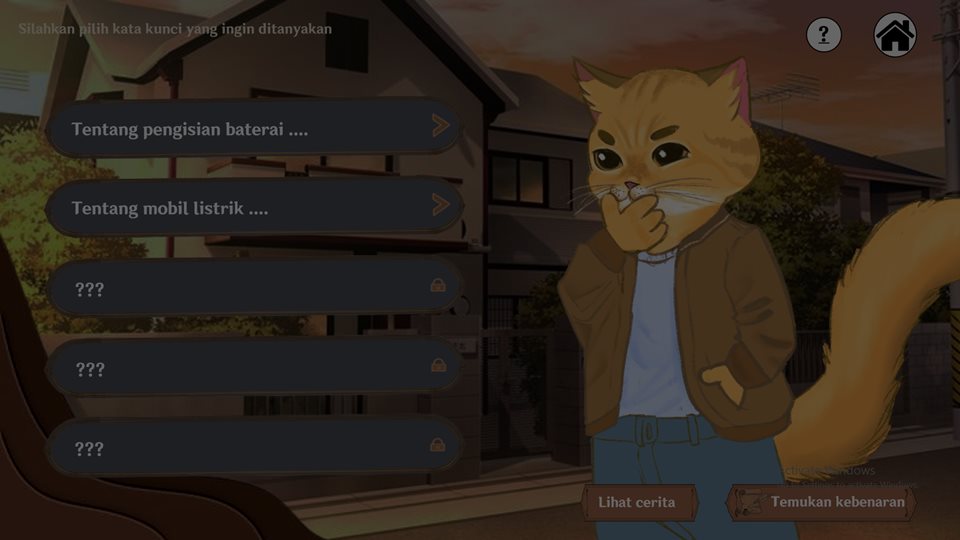 Silahkan pilih kata kunci yang ingin ditanyakan
?
Tentang pengisian baterai ....
Tentang mobil listrik ....
???
???
???
Lihat cerita
Temukan kebenaran